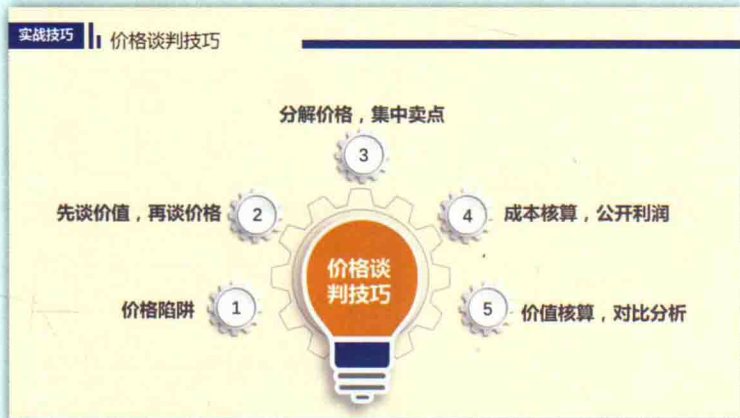 实战技巧
价格谈判技巧
分解价格，集中卖点
3
先谈价值，再谈价格
2
4
成本核算，公开利润
价格谈
判技巧
价格陷阱
1
5
价值核算，对比分析